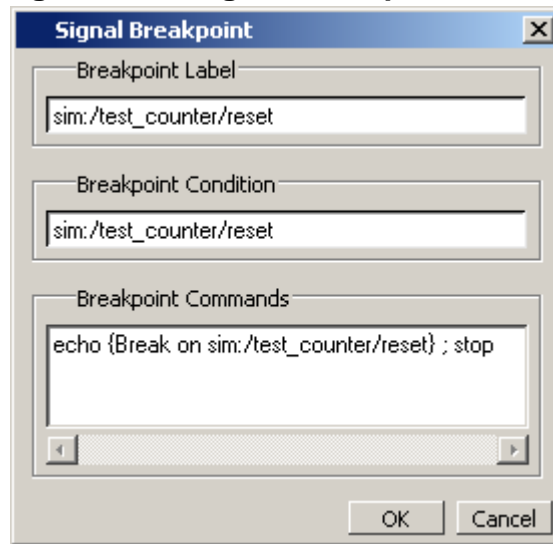 Signal Breakpoint
Breakpoint Label
sim:/test_counter/reset
Breakpoint Condition
sim:/test_counter/reset
Breakpoint Commands
echo {Break on sim:/test_counter/reset} ; stop
OK Cancel